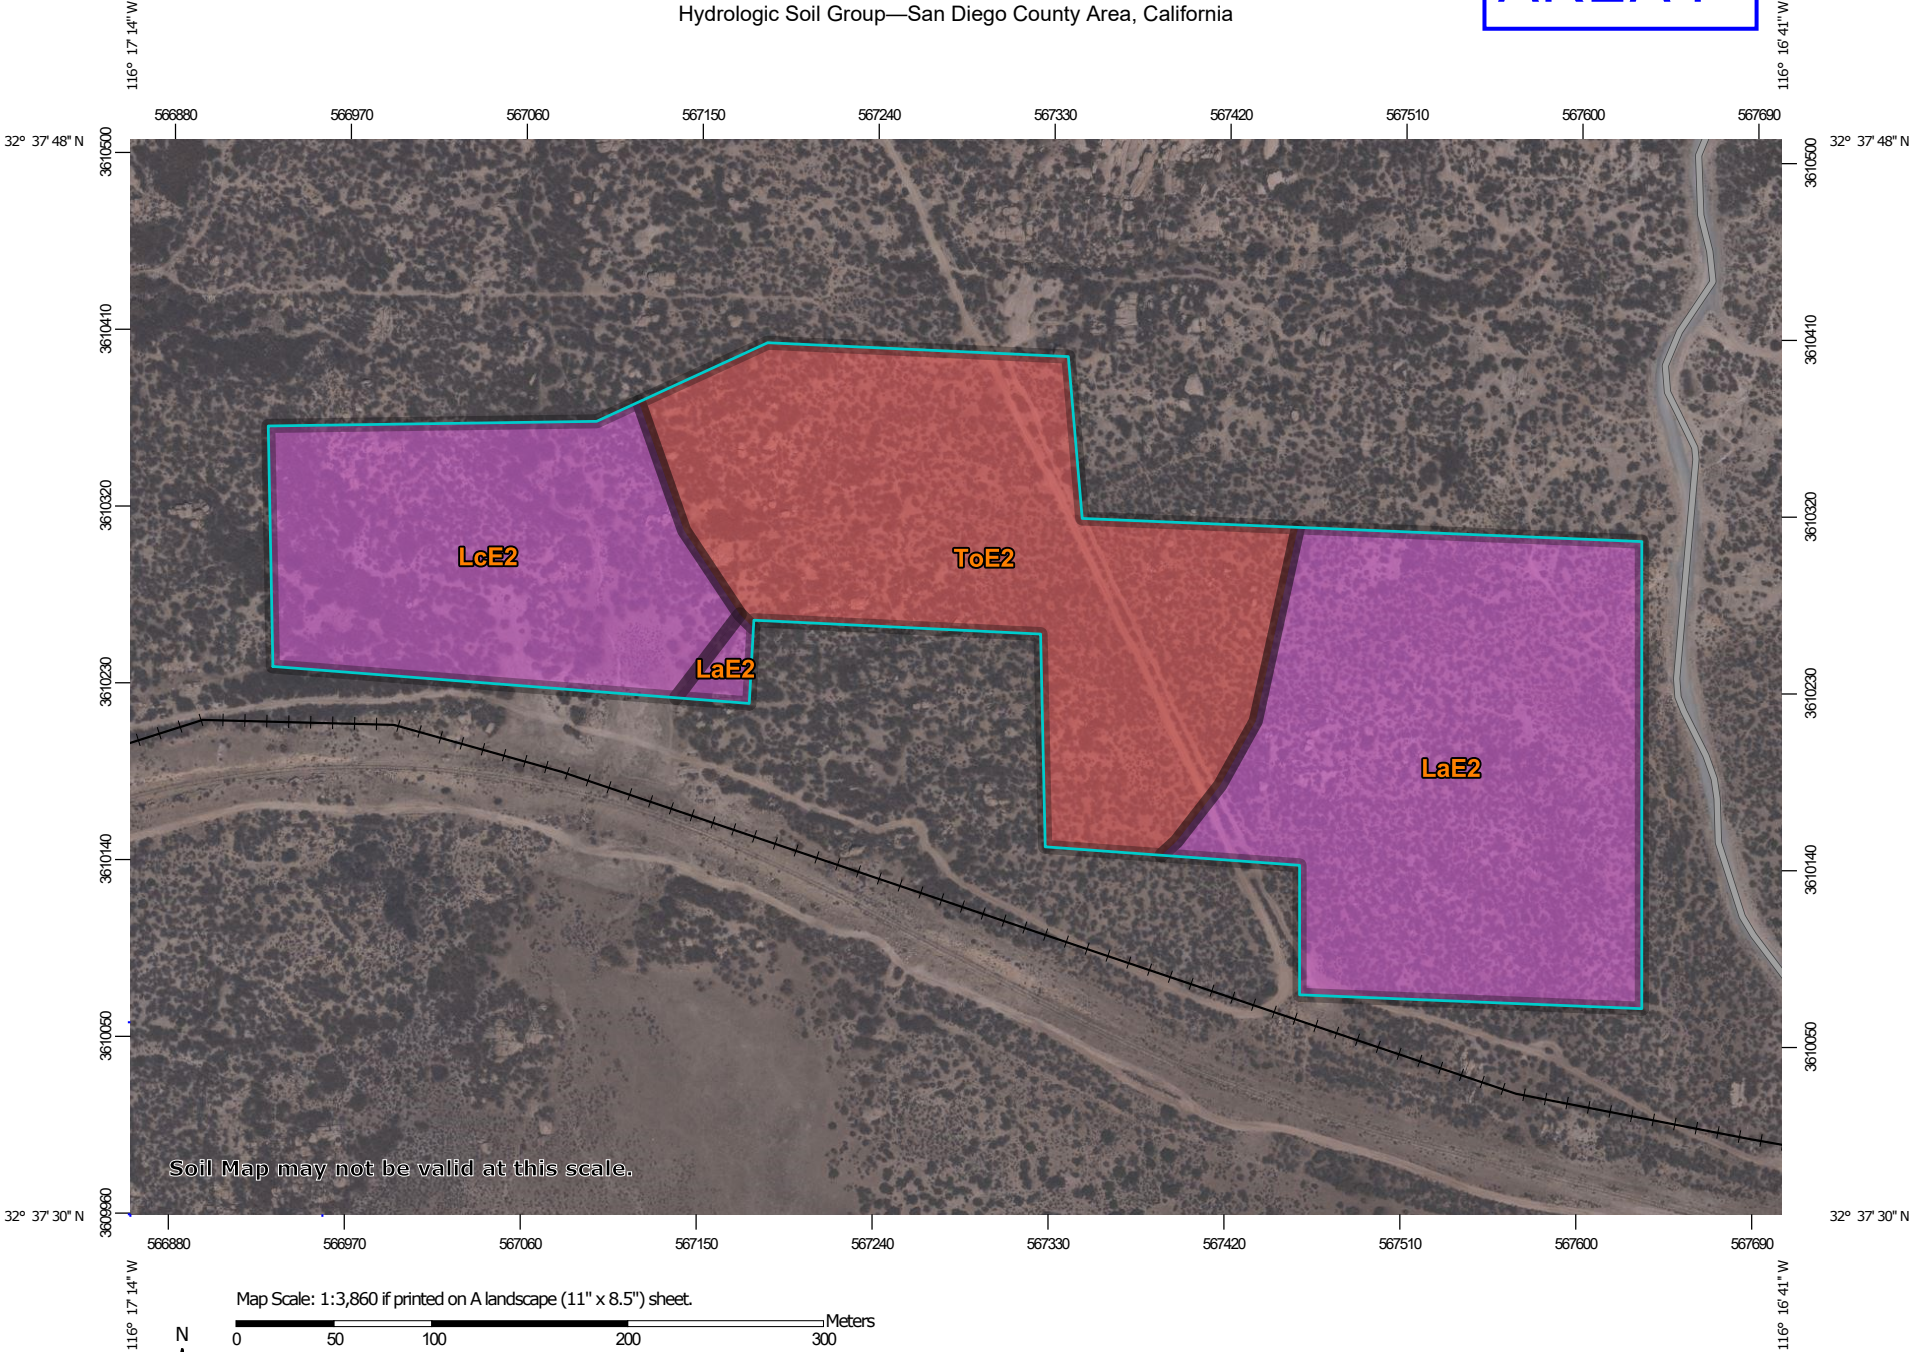 Hydrologic Soil Group—San Diego County Area, California
116° 17' 14" W
116° 16' 41" W
566880 566970 567060 567150 567240 567330 567420 567510 567600 567690
32° 37' 48" N
32° 37' 48" N
3610500
3610500
3610410
3610410
3610320
3610320
LcE2
ToE2
LaE2
3610230
3610230
LaE2
3610140
3610140
3610050
3610050
Soil Map may not be valid at this scale.
3609960
32° 37' 30" N
32° 37' 30" N
566880 566970 567060 567150 567240 567330 567420 567510 567600 567690
116° 17' 14" W
116° 16' 41" W
Map Scale: 1:3,860 if printed on A landscape (11" x 8.5") sheet.
Meters
N
0 50 100 200 300